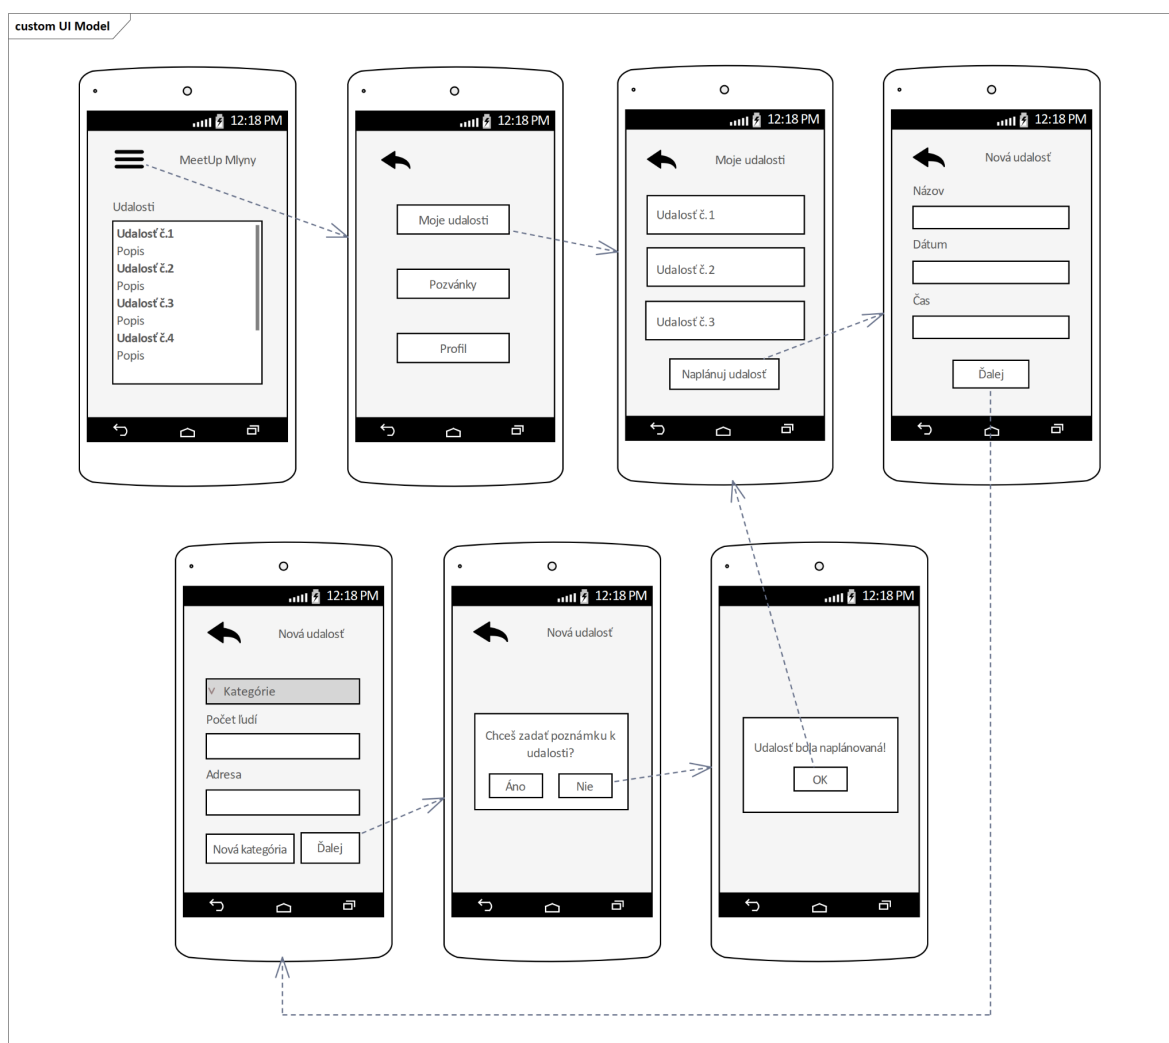 custom UI Model
12:18 PM
MeetUp Mlyny
Udalosti
Udalosť č.1
Popis
Udalosť č.2
Popis
Udalosť č.3
Popis
Udalosť č.4
Popis
12:18 PM
Moje udalosti
Pozvánky
Profil
12:18 PM
Moje udalosti
Udalosť č.1
Udalosť č.2
Udalosť č.3
Naplánuj udalosť
12:18 PM
Nová udalosť
Názov
Dátum
Čas
Ďalej
12:18 PM
Nová udalosť
Kategórie
Počet ľudí
Adresa
Nová kategória
Ďalej
12:18 PM
Nová udalosť
Chceš zadať poznámku k
udalosti?
Áno
Nie
12:18 PM
Udalosť bola naplánovaná!
OK